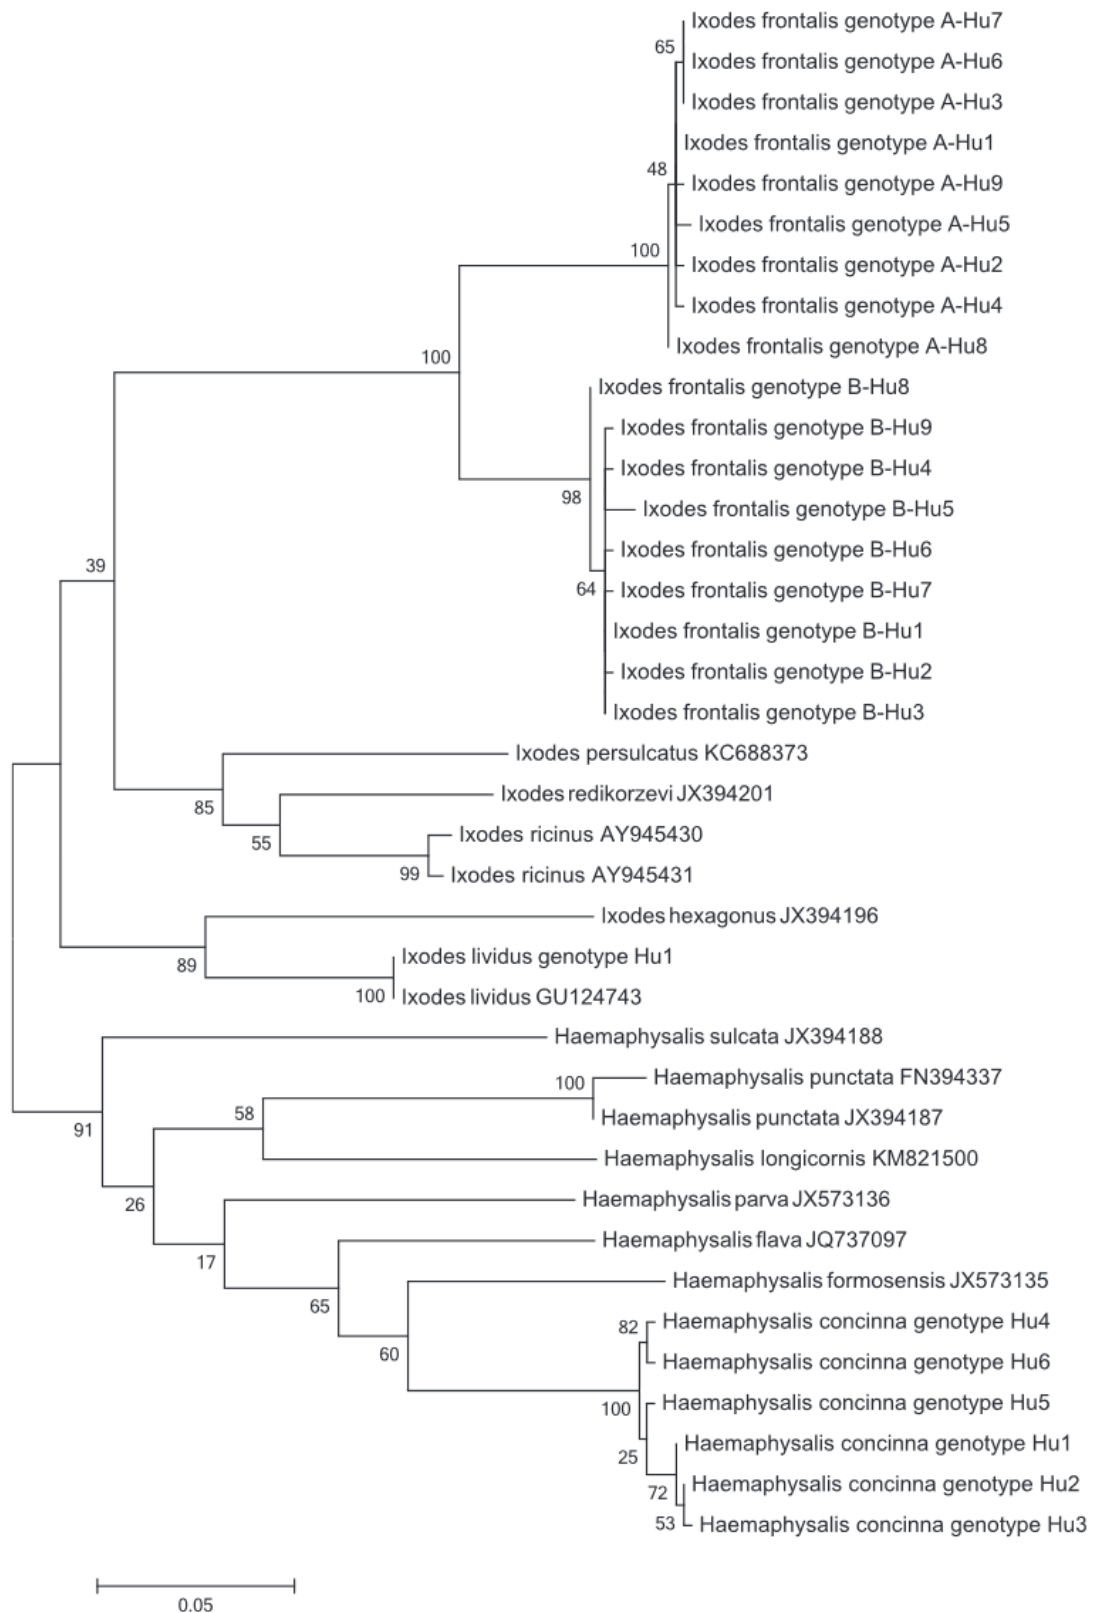 Ixodes frontalis genotype A-Hu7
65
Ixodes frontalis genotype A-Hu6
Ixodes frontalis genotype A-Hu3
Ixodes frontalis genotype A-Hu1
48
Ixodes frontalis genotype A-Hu9
Ixodes frontalis genotype A-Hu5
100
Ixodes frontalis genotype A-Hu2
Ixodes frontalis genotype A-Hu4
Ixodes frontalis genotype A-Hu8
100
Ixodes frontalis genotype B-Hu8
Ixodes frontalis genotype B-Hu9
Ixodes frontalis genotype B-Hu4
98
Ixodes frontalis genotype B-Hu5
Ixodes frontalis genotype B-Hu6
39
64
Ixodes frontalis genotype B-Hu7
Ixodes frontalis genotype B-Hu1
Ixodes frontalis genotype B-Hu2
Ixodes frontalis genotype B-Hu3
Ixodes persulcatus KC688373
Ixodes redikorzevi JX394201
85
Ixodes ricinus AY945430
55
Ixodes ricinus AY945431
99
Ixodes hexagonus JX394196
Ixodes lividus genotype Hu1
89
Ixodes lividus GU124743
100
Haemaphysalis sulcata JX394188
Haemaphysalis punctata FN394337
100
Haemaphysalis punctata JX394187
58
91
Haemaphysalis longicornis KM821500
Haemaphysalis parva JX573136
26
Haemaphysalis flava JQ737097
17
Haemaphysalis formosensis JX573135
65
Haemaphysalis concinna genotype Hu4
82
60
Haemaphysalis concinna genotype Hu6
Haemaphysalis concinna genotype Hu5
100
Haemaphysalis concinna genotype Hu1
25
Haemaphysalis concinna genotype Hu2
72
Haemaphysalis concinna genotype Hu3
53
0.05